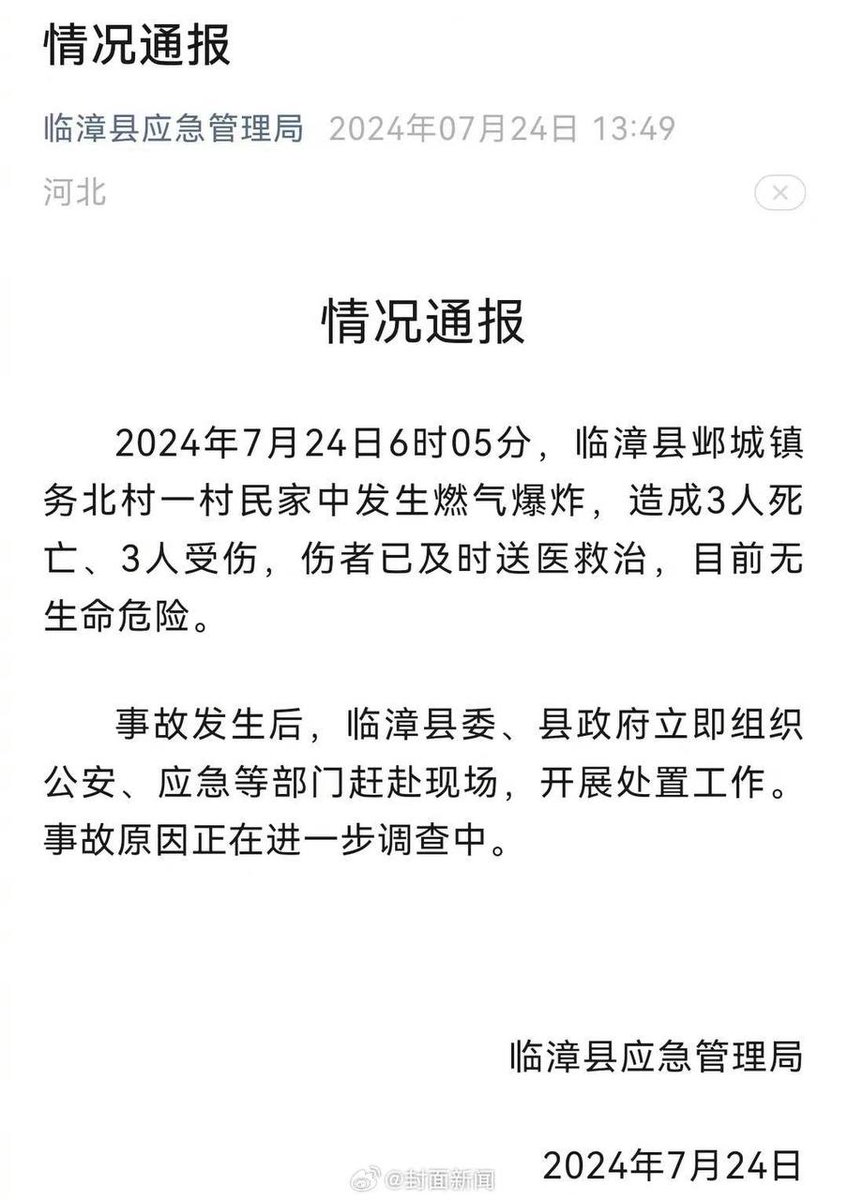 情况通报
临漳县应急管理局 2024年07月24日 13:49
河北
情况通报
2024年7月24日6时05分，临漳县邺城镇
务北村一村民家中发生燃气爆炸，造成3人死
亡、3人受伤，伤者已及时送医救治，目前无
生命危险。
事故发生后，临漳县委、县政府立即组织
公安、应急等部门赶赴现场，开展处置工作。
事故原因正在进一步调查中。
临漳县应急管理局
2024年7月24日
@封面新闻